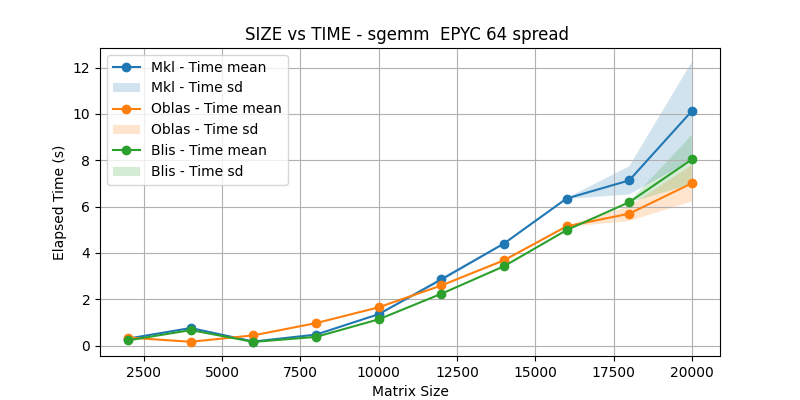 SIZE vs TIME - sgemm  EPYC 64 spread
Mkl - Time mean
Mkl - Time sd
Oblas - Time mean
Oblas - Time sd
Blis - Time mean
Blis - Time sd
Elapsed Time (s)
12
10
8
6
4
2
0
2500 5000 7500 10000 12500 15000 17500 20000
Matrix Size